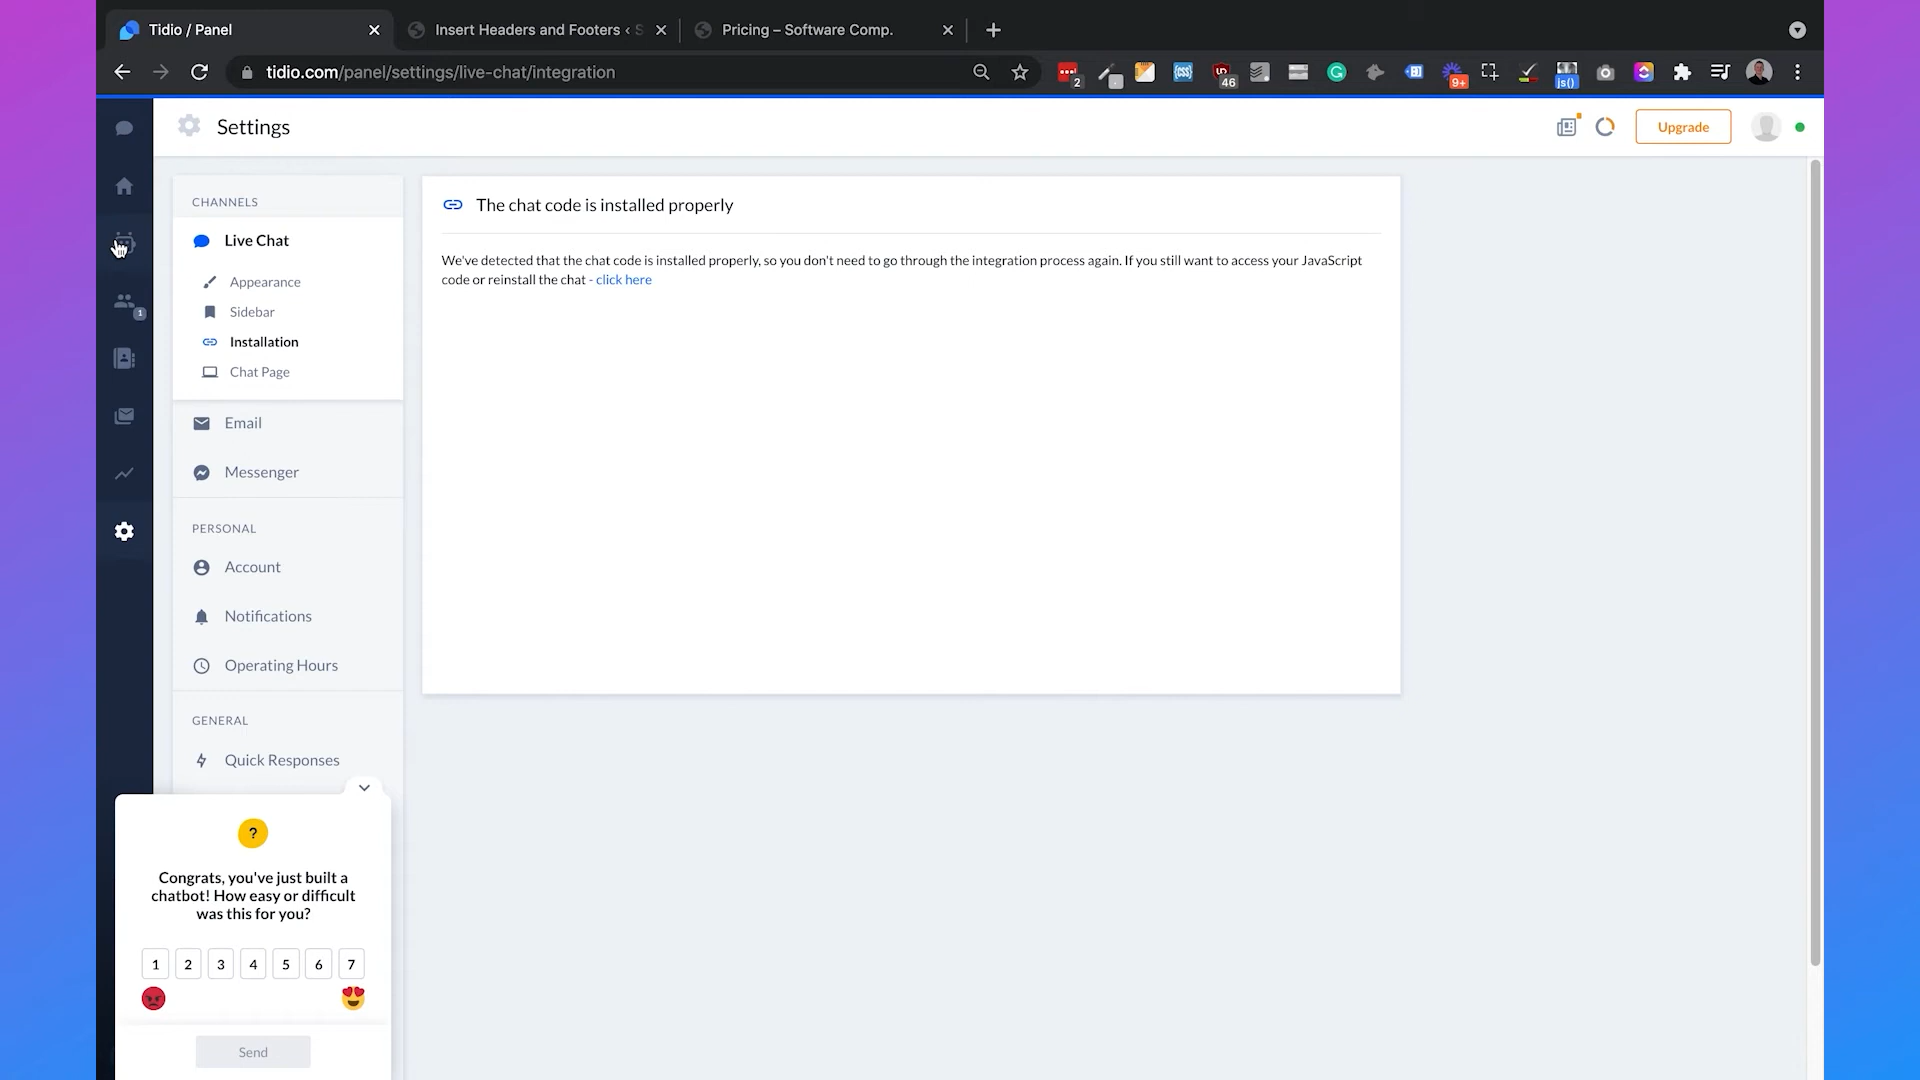 Tidio / Panel
Insert Headers and Footers ‹ S
Pricing – Software Comp.
tidio.com/panel/settings/live-chat/integration
2
46
9+
js()
Settings
Upgrade
CHANNELS
Live Chat
Appearance
Sidebar
Installation
Chat Page
Email
Messenger
PERSONAL
Account
Notifications
Operating Hours
GENERAL
Quick Responses
1
The chat code is installed properly
We've detected that the chat code is installed properly, so you don't need to go through the integration process again. If you still want to access your JavaScript
code or reinstall the chat - click here
?
Congrats, you've just built a
chatbot! How easy or difficult
was this for you?
1 2 3 4 5 6 7
Send